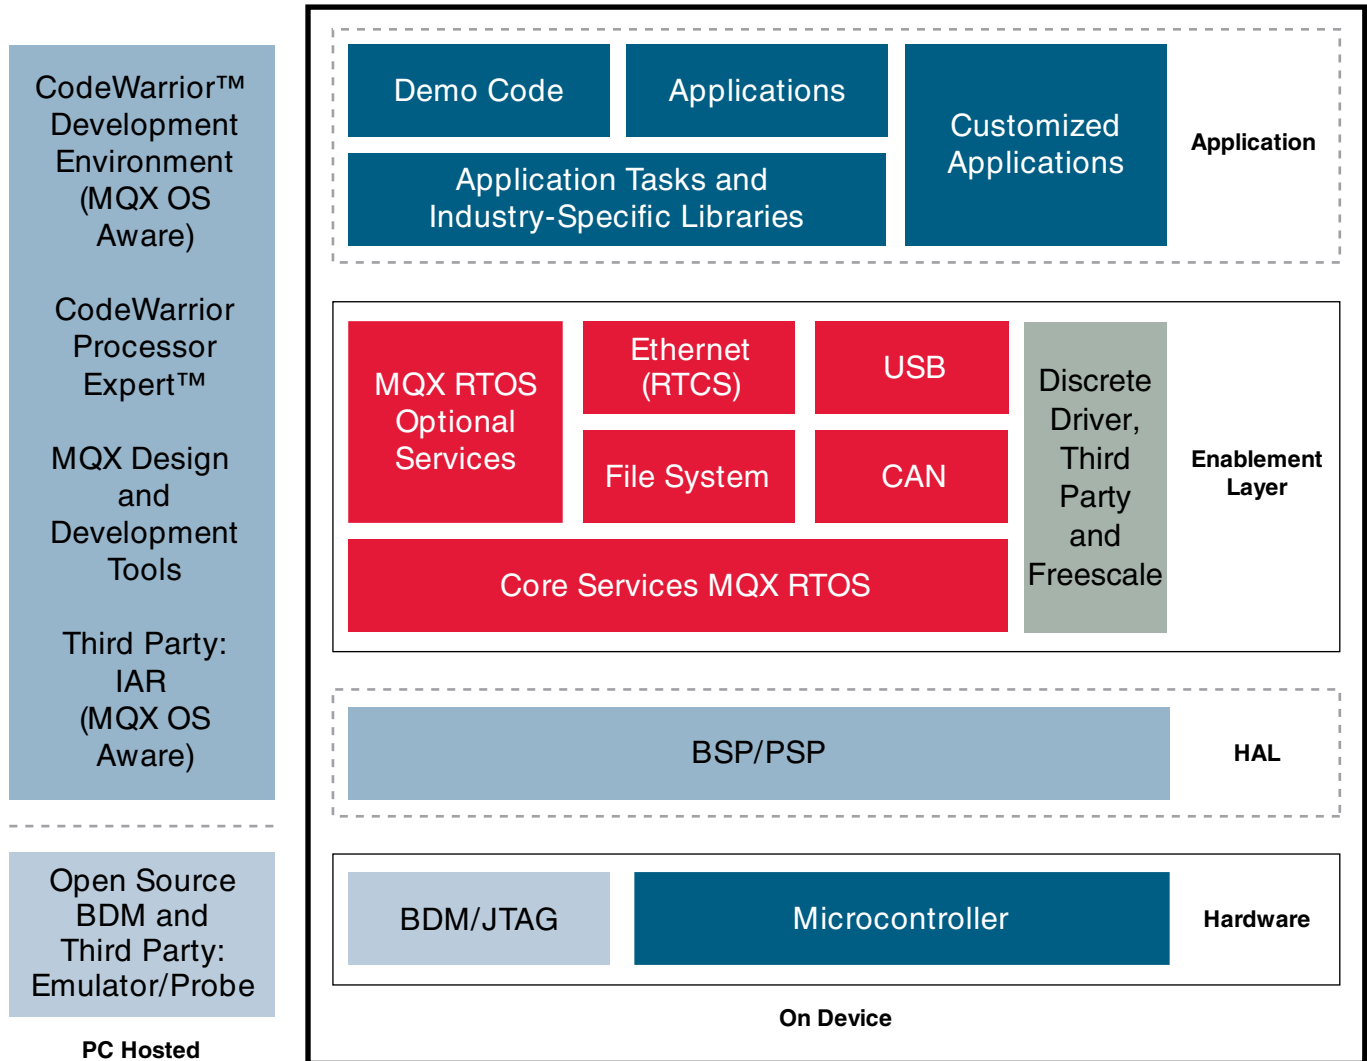 CodeWarrior™
Development
Environment
(MQX OS
Aware)
CodeWarrior
Processor
Expert™
MQX Design
and
Development
Tools
Third Party:
IAR
(MQX OS
Aware)
Open Source
BDM and
Third Party:
Emulator/Probe
PC Hosted
Demo Code
Applications
Customized
Applications
Application Tasks and
Industry-Specific Libraries
Application
MQX RTOS
Optional
Services
Ethernet
(RTCS)
USB
File System
CAN
Core Services MQX RTOS
Discrete
Driver,
Third
Party
and
Freescale
Enablement
Layer
BSP/PSP
HAL
BDM/JTAG
Microcontroller
Hardware
On Device